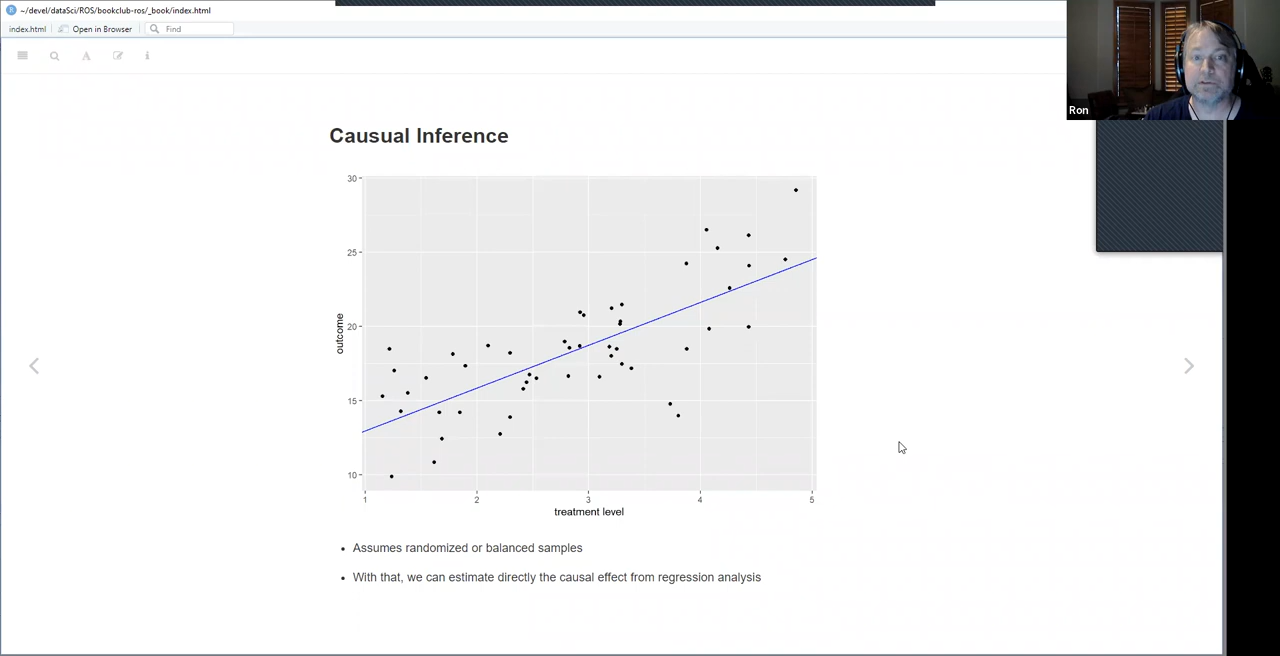 ~/devel/dataSci/ROS/bookclub-ros/_book/index.html
index.html Open in Browser Find
Ron
Causual Inference
30
25
20
15
10
outcome
1 2 3 4 5
treatment level
• Assumes randomized or balanced samples
• With that, we can estimate directly the causal effect from regression analysis